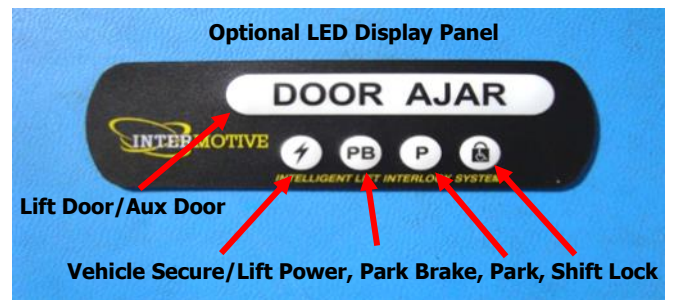 Optional LED Display Panel
DOOR AJAR
INTERMOTIVE
PB P
INTELLIGENT LIFT INTERLOCK SYSTEM
Lift Door/Aux Door
Vehicle Secure/Lift Power, Park Brake, Park, Shift Lock